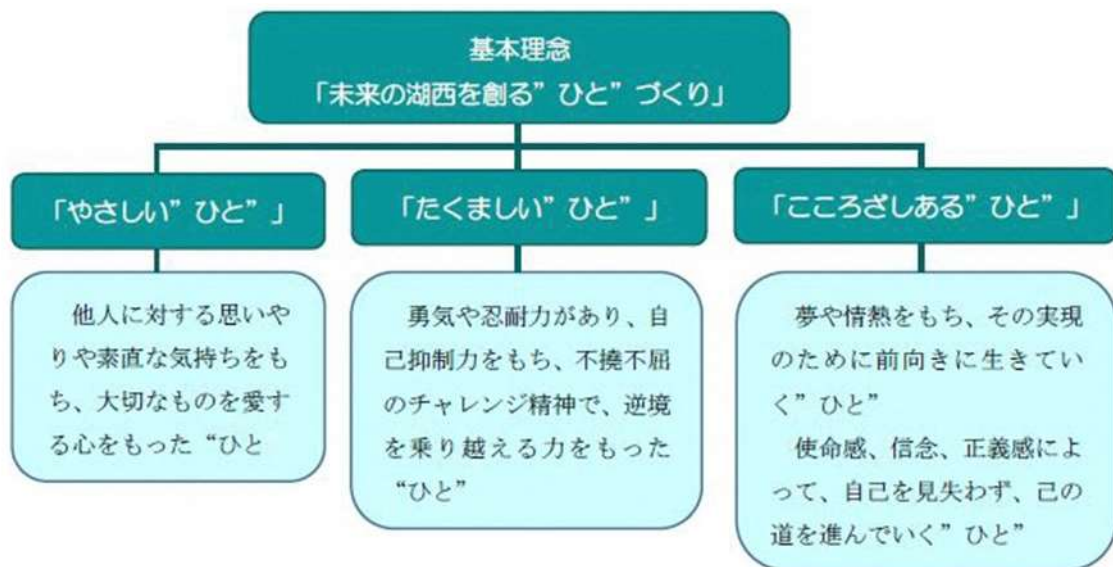 基本理念
「未来の湖西を創る”ひと”づくり」
「やさしい”ひと”」
「たくましい”ひと”」
「こころざしある”ひと”」
他人に対する思いや
りや素直な気持ちをも
ち、大切なものを愛す
る心をもった“ひと
勇気や忍耐力があり、自
己抑制力をもち、不撓不屈
のチャレンジ精神で、逆境
を乗り越える力をもった
“ひと”
夢や情熱をもち、その実現
のために前向きに生きてい
く”ひと”
使命感、信念、正義感によ
って、自己を見失わず、己の
道を進んでいく”ひと”